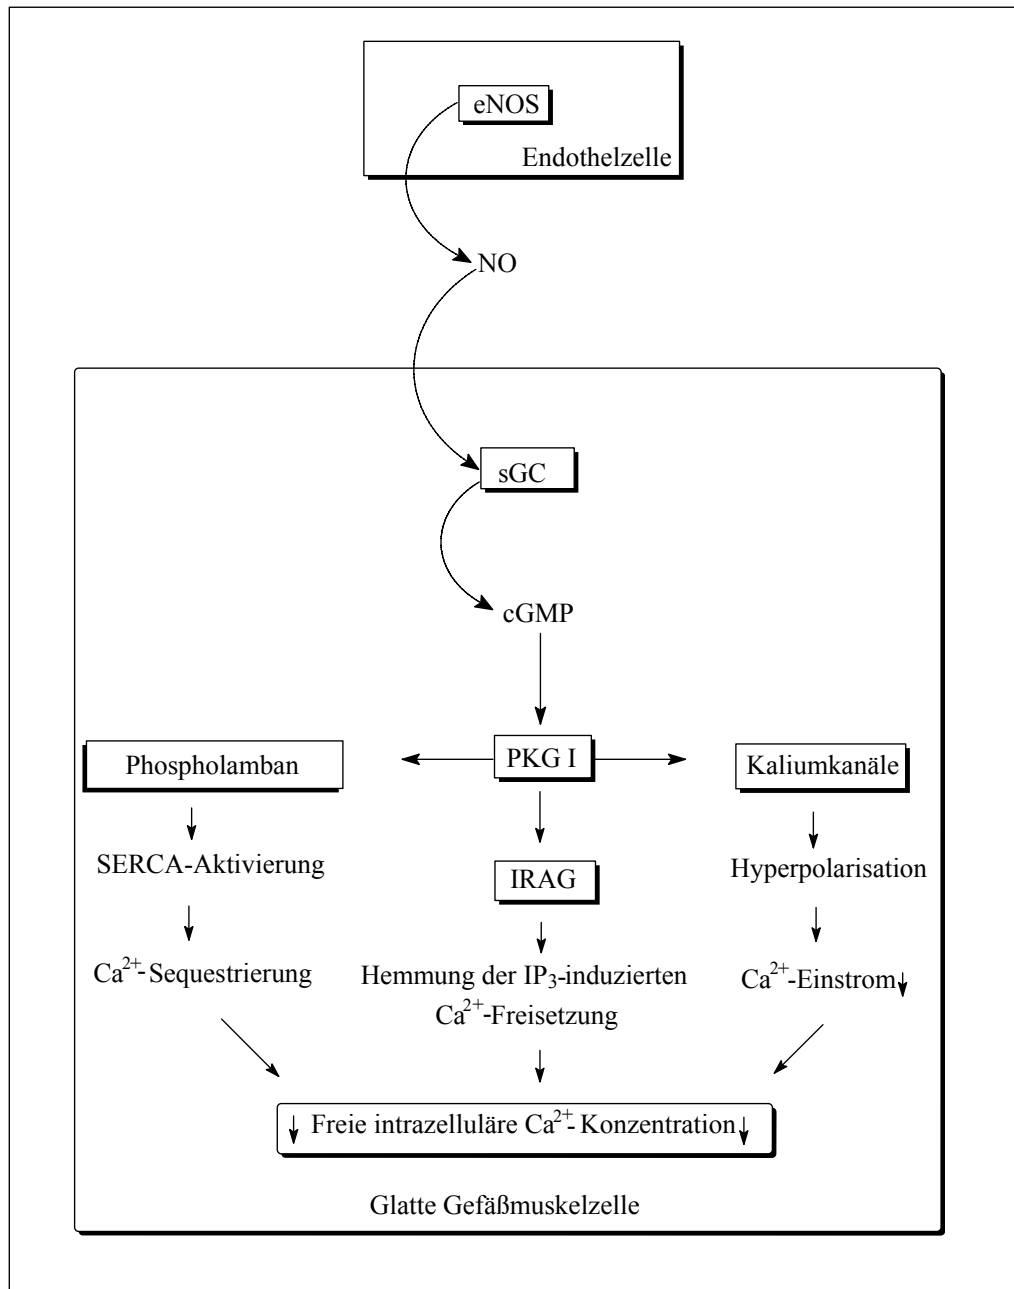 eNOS
Endothelzelle
NO
sGC
cGMP
Phospholamban
PKG I
Kaliumkanäle
SERCA-Aktivierung
IRAG
Hyperpolarisation
Ca²⁺-Sequestrierung
Hemmung der IP₃-induzierten
Ca²⁺-Freisetzung
Ca²⁺-Einstrom↓
↓ Freie intrazelluläre Ca²⁺-Konzentration↓
Glatte Gefäßmuskelzelle